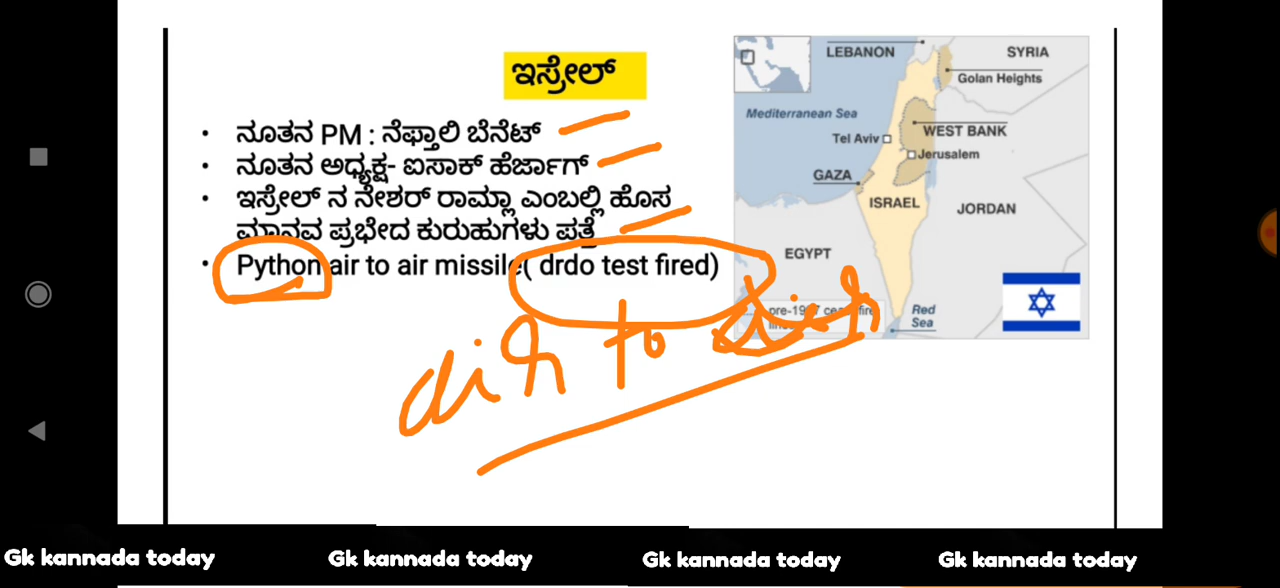 ಇಸ್ರೇಲ್
• ನೂತನ PM : ನೆಫ್ತಾಲಿ ಬೆನೆಟ್
• ನೂತನ ಅಧ್ಯಕ್ಷ- ಐಸಾಕ್ ಹೆರ್ಜಾಗ್
• ಇಸ್ರೇಲ್ ನ ನೇಶರ್ ರಾಮ್ಲಾ ಎಂಬಲ್ಲಿ ಹೊಸ
ಮಾನವ ಪ್ರಭೇದ ಕುರುಹುಗಳು ಪತ್ತೆ
• Python air to air missile( drdo test fired)
air to air
LEBANON
SYRIA
Golan Heights
Mediterranean Sea
WEST BANK
Tel Aviv
Jerusalem
GAZA
ISRAEL
JORDAN
EGYPT
Red
Sea
Gk kannada today Gk kannada today Gk kannada today Gk kannada today